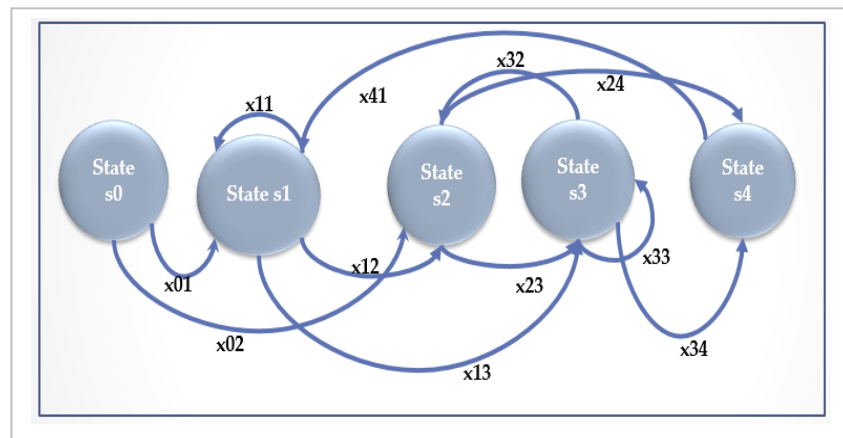 x32
x24
x41
x11
State
s0
State s1
State
s2
State
s3
State
s4
x01
x12
x23
x33
x02
x13
x34